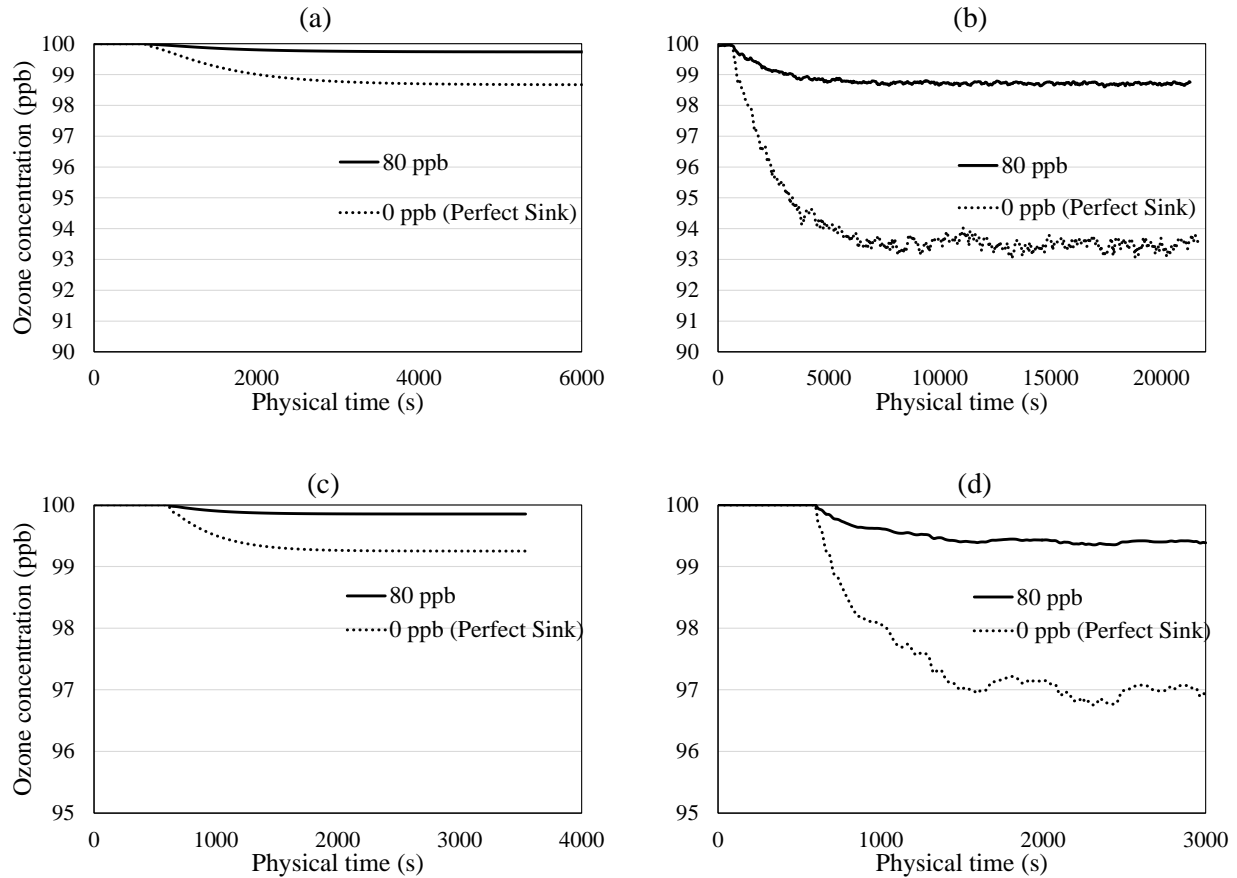 (a)
Ozone concentration (ppb)
100
99
98
97
96
95
94
93
92
91
90
80 ppb
0 ppb (Perfect Sink)
0 2000 4000 6000
Physical time (s)
(b)
100
99
98
97
96
95
94
93
92
91
90
80 ppb
0 ppb (Perfect Sink)
0 5000 10000 15000 20000
Physical time (s)
(c)
Ozone concentration (ppb)
100
99
98
97
96
95
80 ppb
0 ppb (Perfect Sink)
0 1000 2000 3000 4000
Physical time (s)
(d)
100
99
98
97
96
95
80 ppb
0 ppb (Perfect Sink)
0 1000 2000 3000
Physical time (s)